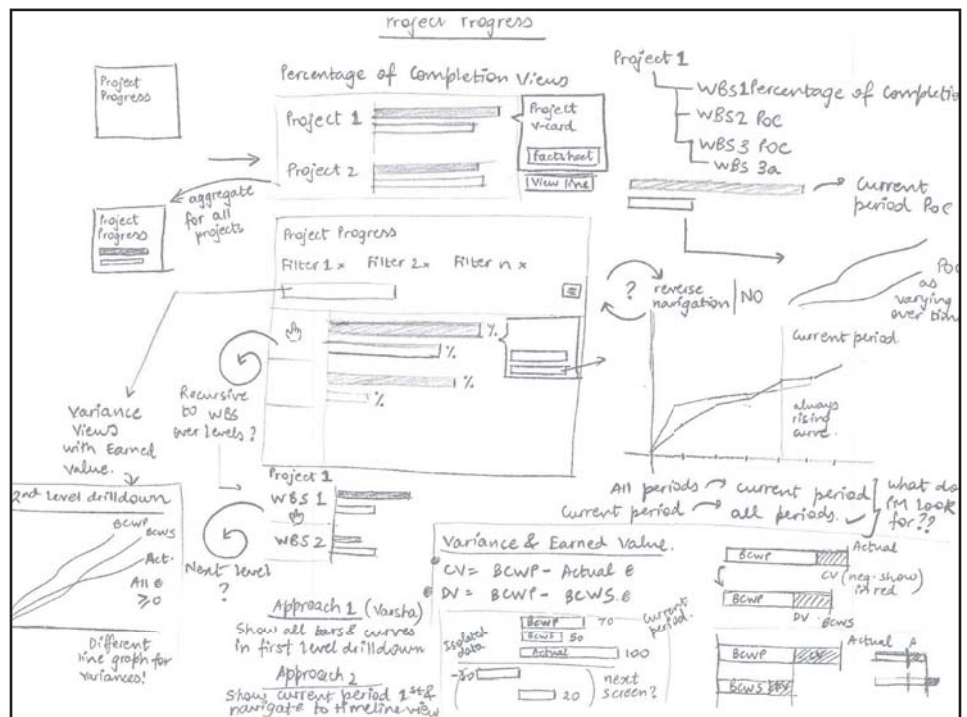 Project Progress
Project
Progress
Percentage of Completion Views
Project 1
Project 2
Project
v-card
Factsheet
View line
aggregate
for all
projects
Project
Progress
Project 1
WBS1 Percentage of Completio
WBS2 POC
WBS3 POC
WBS 3a
Current
period PoC
Project Progress
Filter 1 x Filter 2 x Filter n x
%
%
%
%
?
reverse
navigation | NO
PoC
as
varying
over time
Current period.
always
rising
curve.
Recursive
to WBS
over levels?
Variance
Views
with Earned
value.
2nd level drilldown
BCWP
BCWS
Act.
All €
≥0
Different
line graph for
variances!
Project 1
WBS 1
WBS 2
Next level
?
Approach 1 (Varsha)
Show all bars & curves
in first level drilldown
Approach 2
Show current period 1st &
navigate to timeline view
All periods → current period
Current period → all periods.
what do
I'M LOOK
for??
Variance & Earned Value.
CV = BCWP - Actual €
DV = BCWP - BCWS. €
Isolated
data
BCWP 70
BCWS 50
Actual 100
Current
period.
-30
20
next
screen?
BCWP
Actual
CV (neg. show
in red)
BCWP
DV
BCWS
BCWP CV
Actual
BCWS